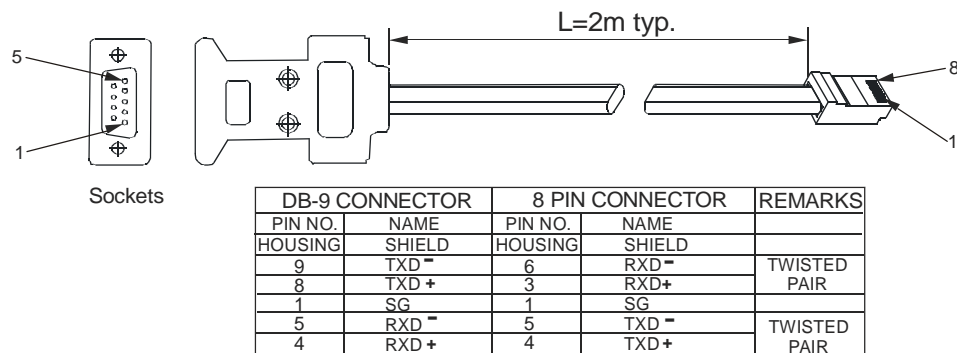 L=2m typ.
5
8
1
1
Sockets
DB-9 CONNECTOR 8 PIN CONNECTOR REMARKS
PIN NO. NAME PIN NO. NAME
HOUSING SHIELD HOUSING SHIELD
9 TXD- 6 RXD- TWISTED
8 TXD+ 3 RXD+ PAIR
1 SG 1 SG
5 RXD- 5 TXD- TWISTED
4 RXD+ 4 TXD+ PAIR